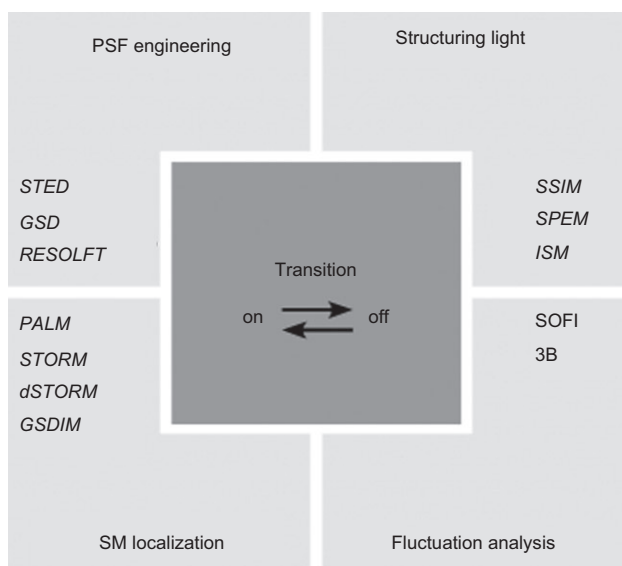 PSF engineering
Structuring light
STED
GSD
RESOLFT
SSIM
SPEM
ISM
Transition
on off
PALM
STORM
dSTORM
GSDIM
SOFI
3B
SM localization
Fluctuation analysis